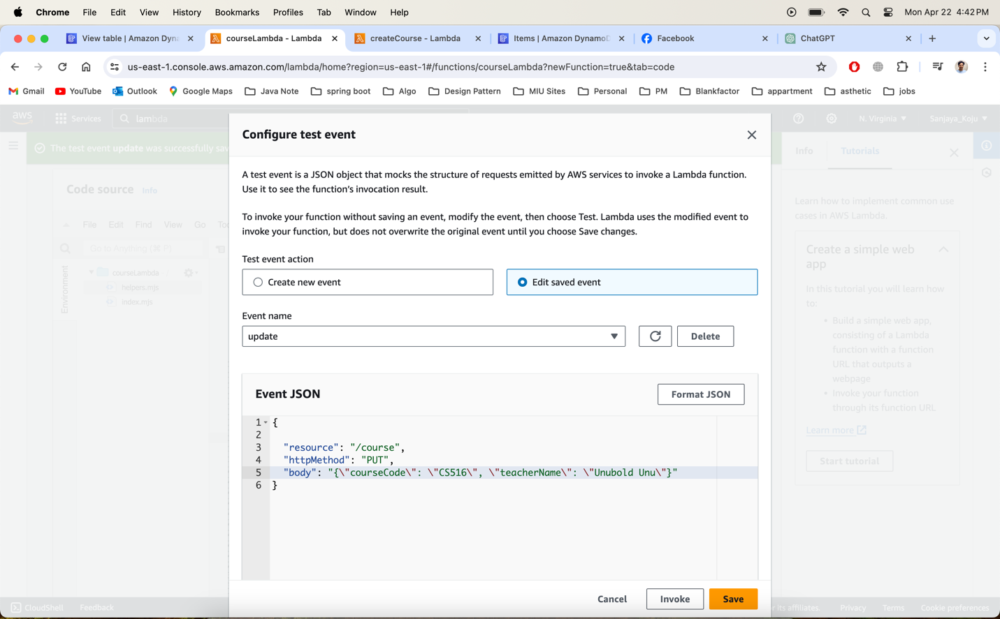 Chrome File Edit View History Bookmarks Profiles Tab Window Help Mon Apr 22 4:42 PM
View table | Amazon Dyna courseLambda - Lambda createCourse - Lambda Items | Amazon DynamoD Facebook ChatGPT
us-east-1.console.aws.amazon.com/lambda/home?region=us-east-1#/functions/courseLambda?newFunction=true&tab=code
Gmail YouTube Outlook Google Maps Java Note spring boot Algo Design Pattern MIU Sites Personal PM Blankfactor appartment asthetic jobs
aws Services lambda N. Virginia Sanjaya_Koju
The test event update was successfully sav
Info Tutorials
Code source Info
File Edit Find View Go Too
Go to Anything (⌘ P)
Environment
courseLambda /
helpers.mjs
index.mjs
Configure test event
A test event is a JSON object that mocks the structure of requests emitted by AWS services to invoke a Lambda function.
Use it to see the function's invocation result.
To invoke your function without saving an event, modify the event, then choose Test. Lambda uses the modified event to
invoke your function, but does not overwrite the original event until you choose Save changes.
Test event action
Create new event Edit saved event
Event name
update Delete
Event JSON Format JSON
1 {
2
3 "resource": "/course",
4 "httpMethod": "PUT",
5 "body": "{\"courseCode\": \"CS516\", \"teacherName\": \"Unubold Unu\"}"
6 }
Cancel Invoke Save
Learn how to implement common use
cases in AWS Lambda.
Create a simple web
app
In this tutorial you will learn how
to:
• Build a simple web app,
consisting of a Lambda
function with a function
URL that outputs a
webpage
• Invoke your function
through its function URL
Learn more
Start tutorial
CloudShell Feedback r its affiliates. Privacy Terms Cookie preferences